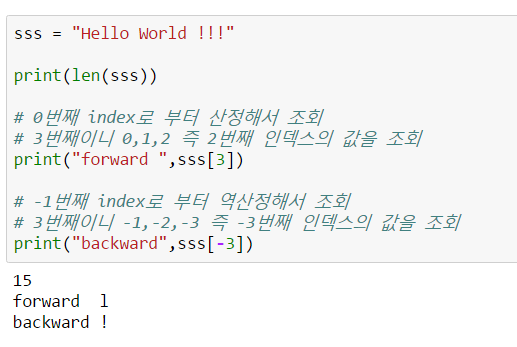 sss = "Hello World !!!"
print(len(sss))
# 0번째 index로 부터 산정해서 조회
# 3번째이니 0,1,2 즉 2번째 인덱스의 값을 조회
print("forward ",sss[3])
# -1번째 index로 부터 역산정해서 조회
# 3번째이니 -1,-2,-3 즉 -3번째 인덱스의 값을 조회
print("backward",sss[-3])
15
forward  l
backward !